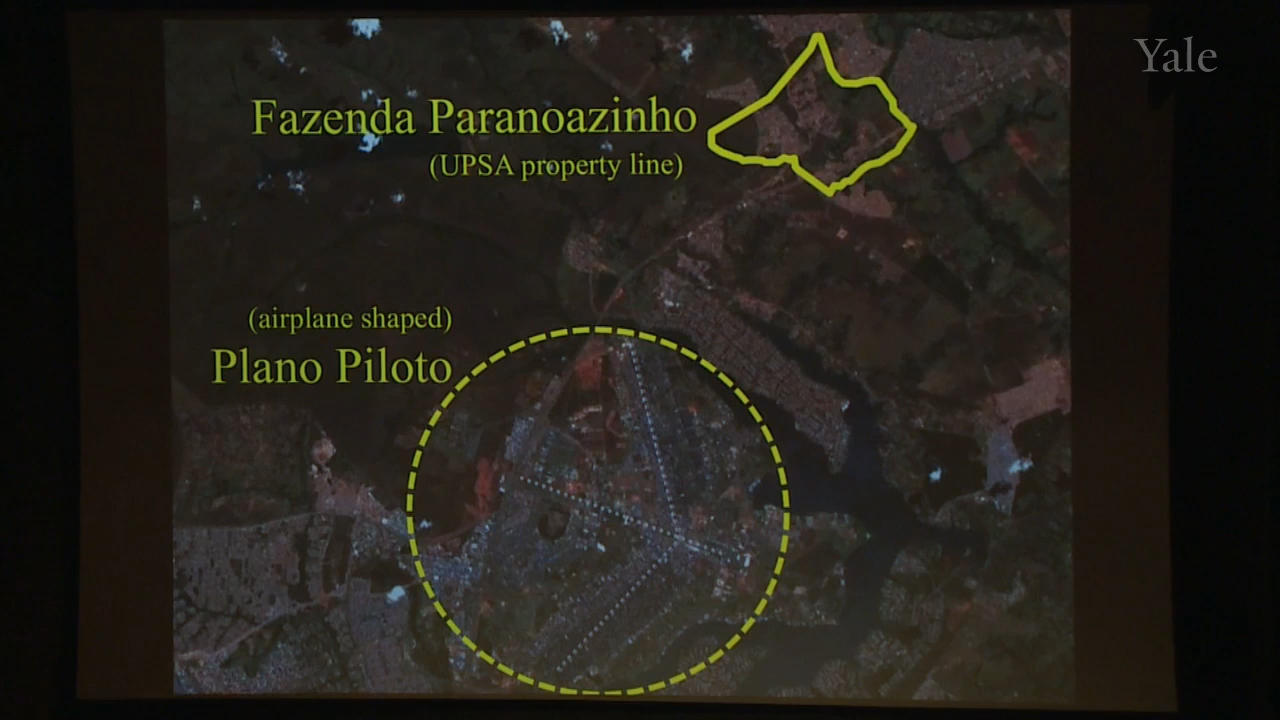 Yale
Fazenda Paranoazinho
(UPSA property line)
(airplane shaped)
Plano Piloto